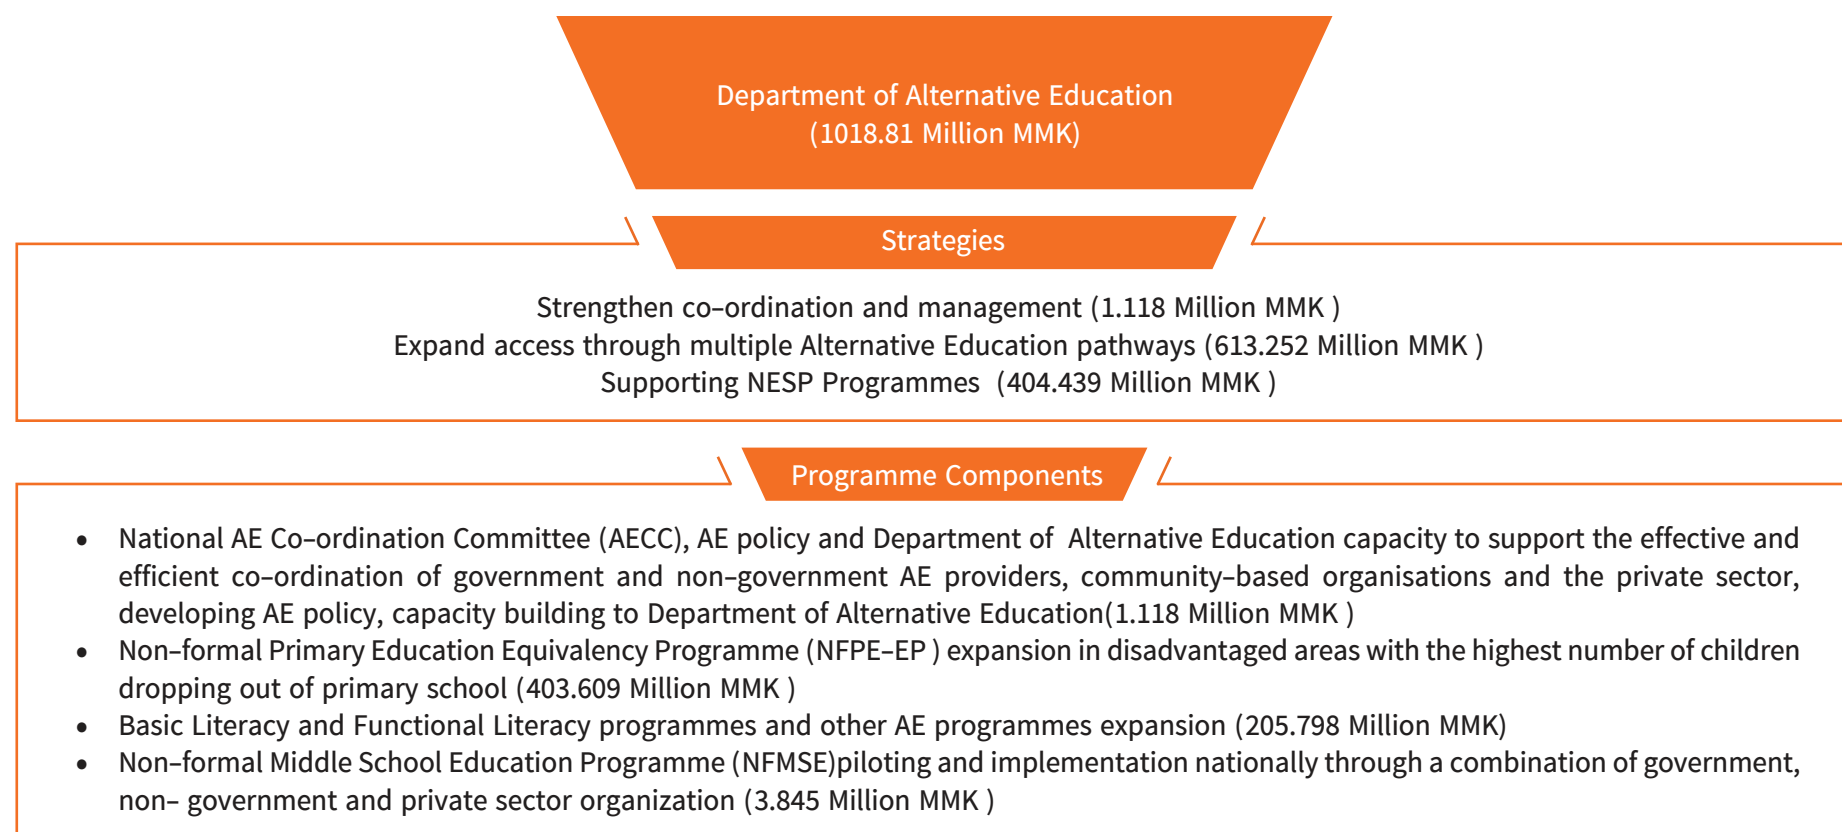 Department of Alternative Education
(1018.81 Million MMK)
Strategies
Strengthen co-ordination and management (1.118 Million MMK )
Expand access through multiple Alternative Education pathways (613.252 Million MMK )
Supporting NESP Programmes (404.439 Million MMK )
Programme Components
• National AE Co-ordination Committee (AECC), AE policy and Department of Alternative Education capacity to support the effective and
efficient co-ordination of government and non-government AE providers, community-based organisations and the private sector,
developing AE policy, capacity building to Department of Alternative Education(1.118 Million MMK )
• Non-formal Primary Education Equivalency Programme (NFPE-EP ) expansion in disadvantaged areas with the highest number of children
dropping out of primary school (403.609 Million MMK )
• Basic Literacy and Functional Literacy programmes and other AE programmes expansion (205.798 Million MMK)
• Non-formal Middle School Education Programme (NFMSE)piloting and implementation nationally through a combination of government,
non- government and private sector organization (3.845 Million MMK )